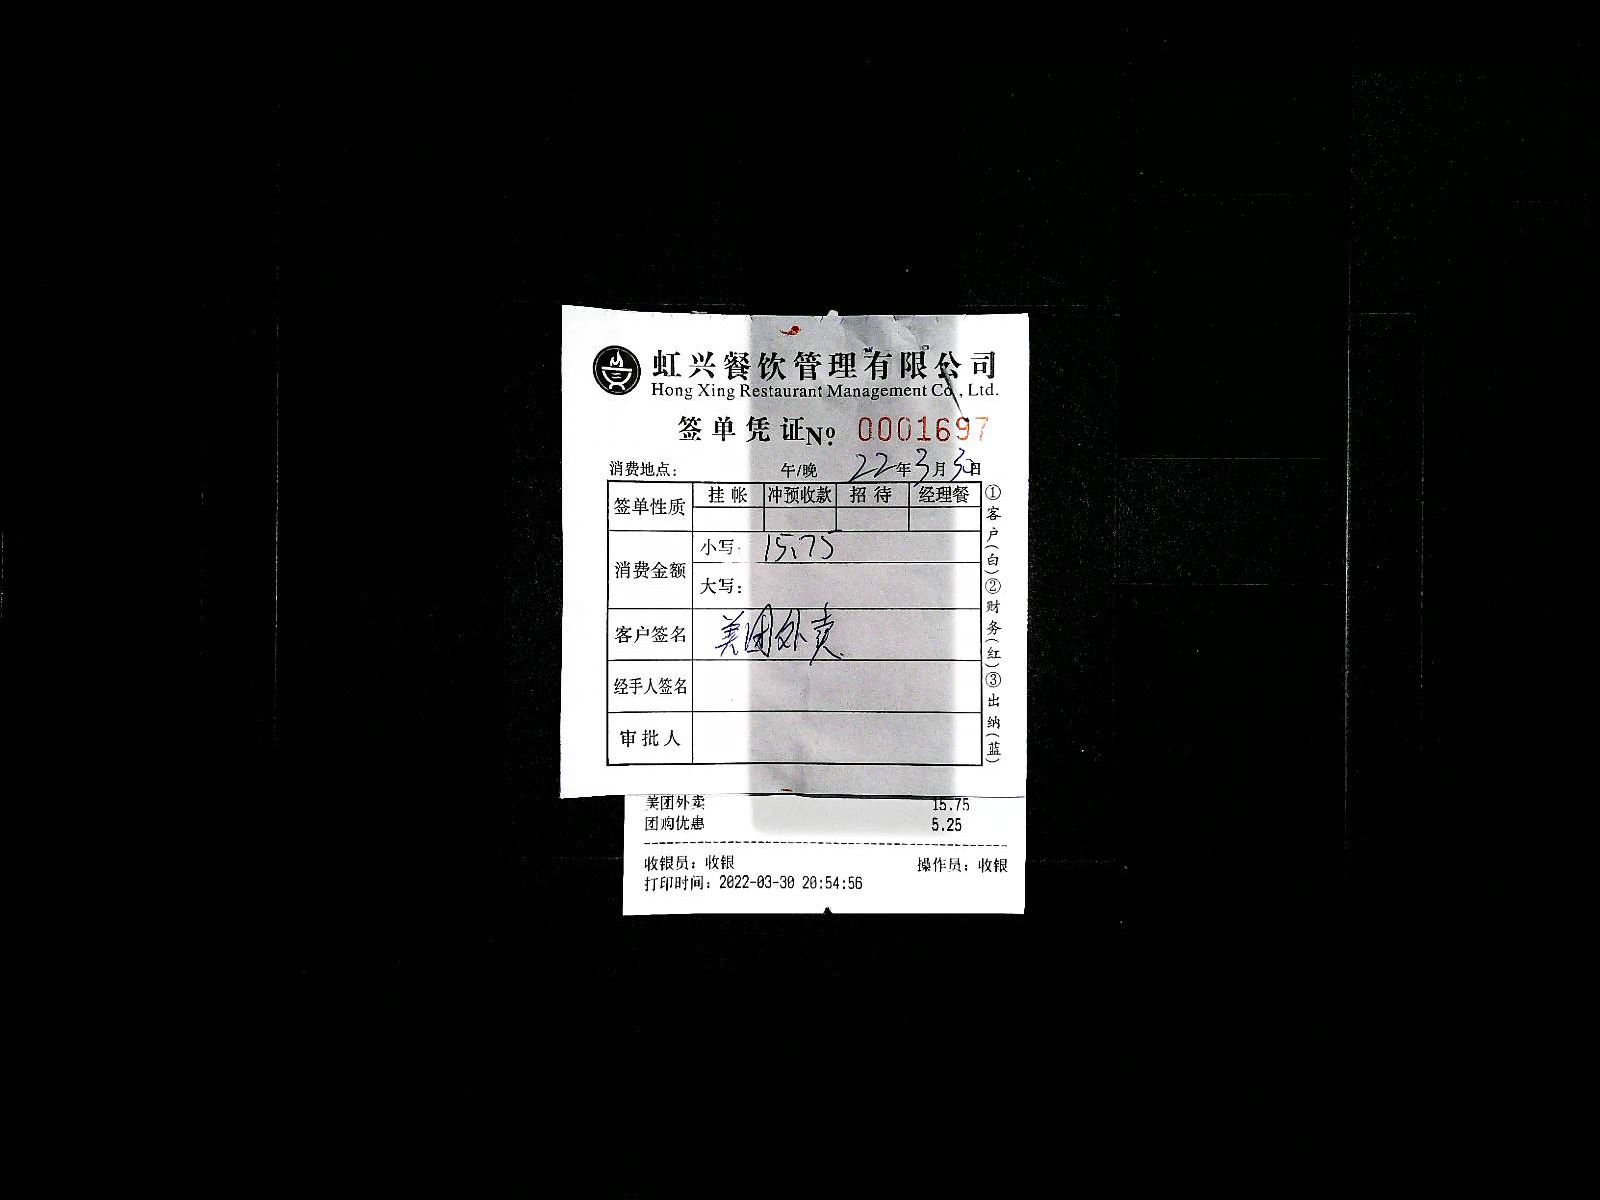 虹兴餐饮管理有限公司
Hong Xing Restaurant Management Co., Ltd.
签单凭证 No 0001697
消费地点： 午/晚 22年3月30日
签单性质 挂帐 冲预收款 招待 经理餐
消费金额 小写: 15.75
大写：
客户签名 美团外卖
经手人签名
审批人
①客户(白)②财务(红)③出纳(蓝)
美团外卖 15.75
团购优惠 5.25
收银员：收银 操作员：收银
打印时间：2022-03-30 20:54:56